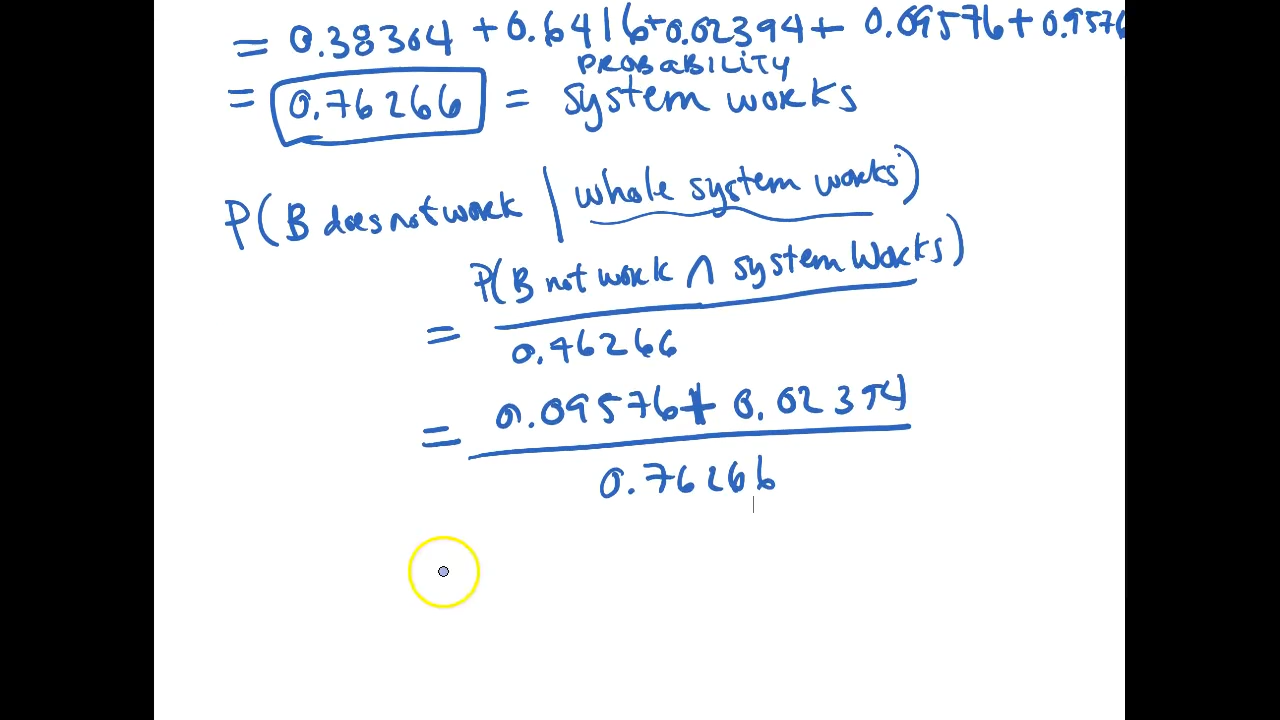 = 0.38304 + 0.6416 + 0.02394 + 0.09576 + 0.9576
PROBABILITY
= 0.76266 = system works
P(B does not work | whole system works)
P(B not work ∩ system works)
=
0.46266
0.09576 + 0.02394
=
0.76266